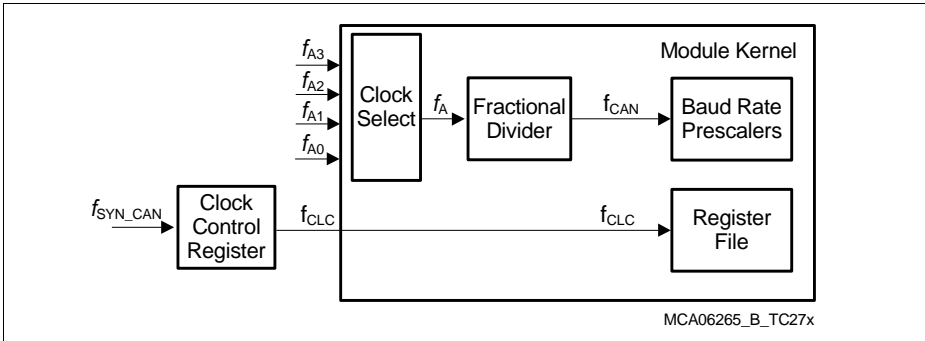 Module Kernel
fA3
fA2
fA1
fA0
Clock
Select
fA
Fractional
Divider
fCAN
Baud Rate
Prescalers
fSYN_CAN
Clock
Control
Register
fCLC
fCLC
Register
File
MCA06265_B_TC27x